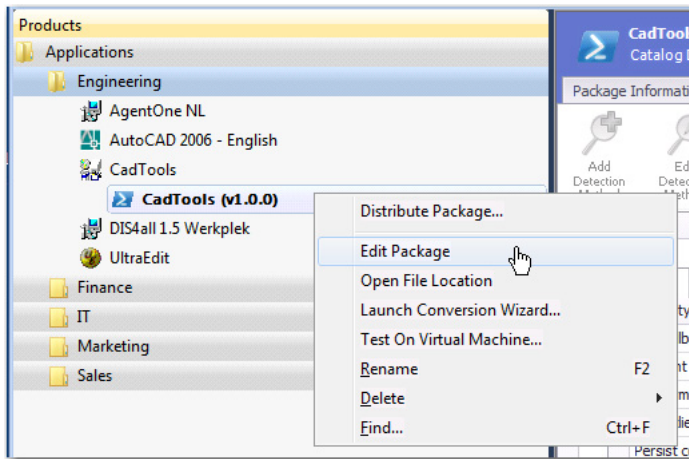 Products
Applications
Engineering
AgentOne NL
AutoCAD 2006 - English
CadTools
CadTools (v1.0.0)
DIS4all 1.5 Werkplek
UltraEdit
Finance
IT
Marketing
Sales
Distribute Package...
Edit Package
Open File Location
Launch Conversion Wizard...
Test On Virtual Machine...
Rename F2
Delete
Find... Ctrl+F
Catalog
Package
Add
Detection
Persist